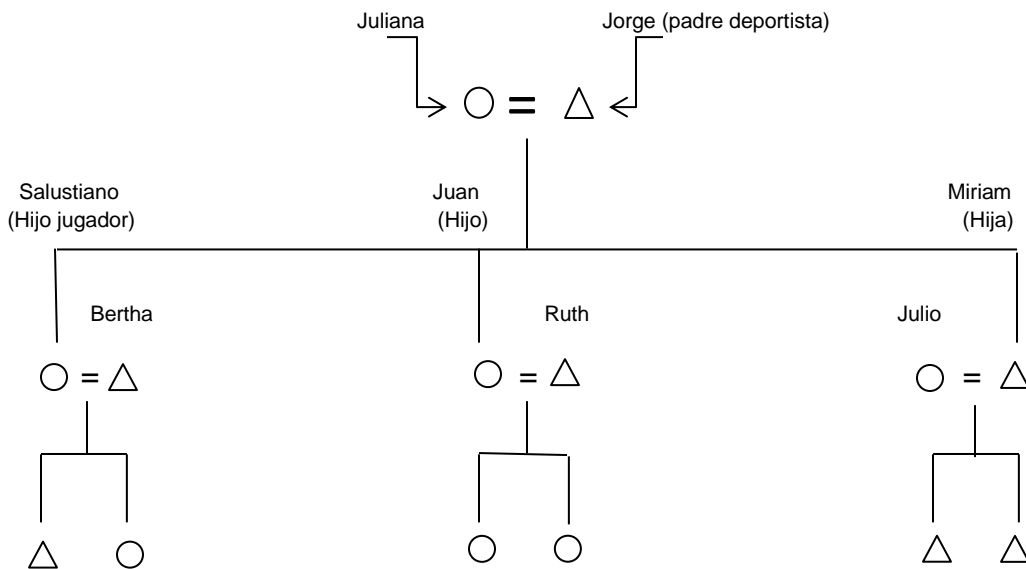 Juliana
Jorge (padre deportista)
=
Salustiano
(Hijo jugador)
Juan
(Hijo)
Miriam
(Hija)
Bertha
Ruth
Julio
=
=
=